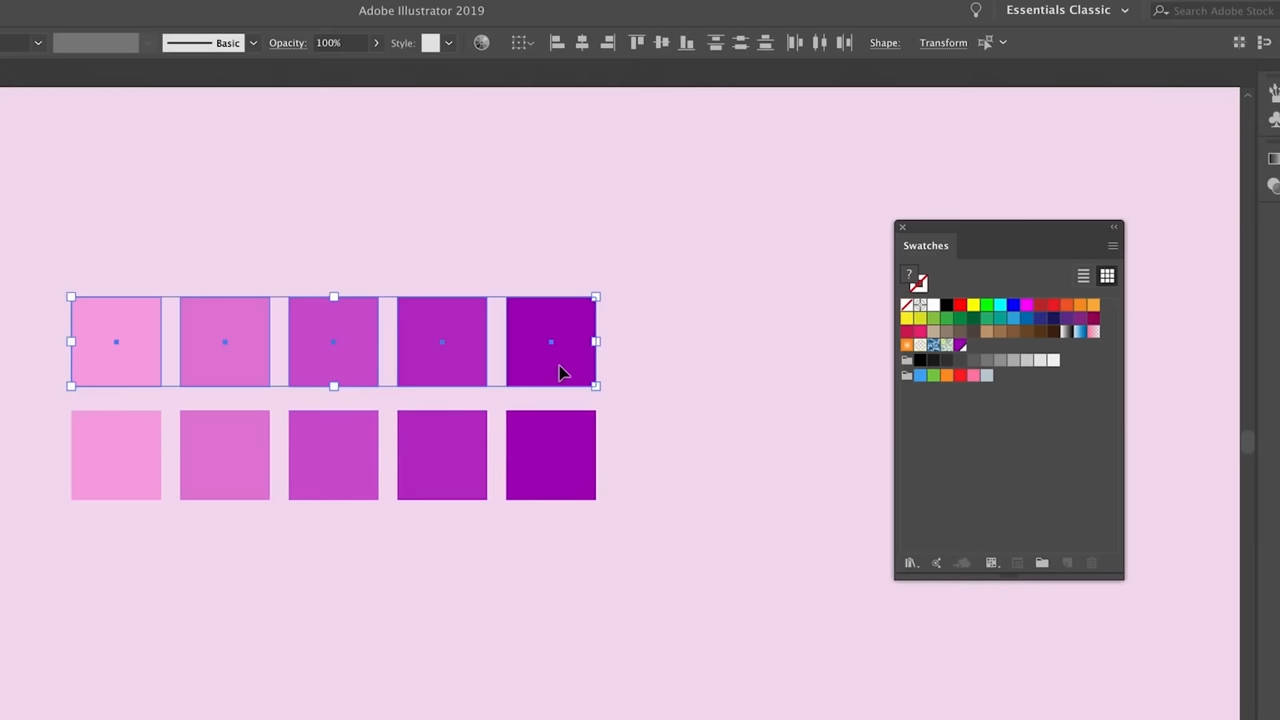 Adobe Illustrator 2019
Essentials Classic
Search Adobe Stock
Basic
Opacity: 100%
Style:
Shape:
Transform
Swatches
?